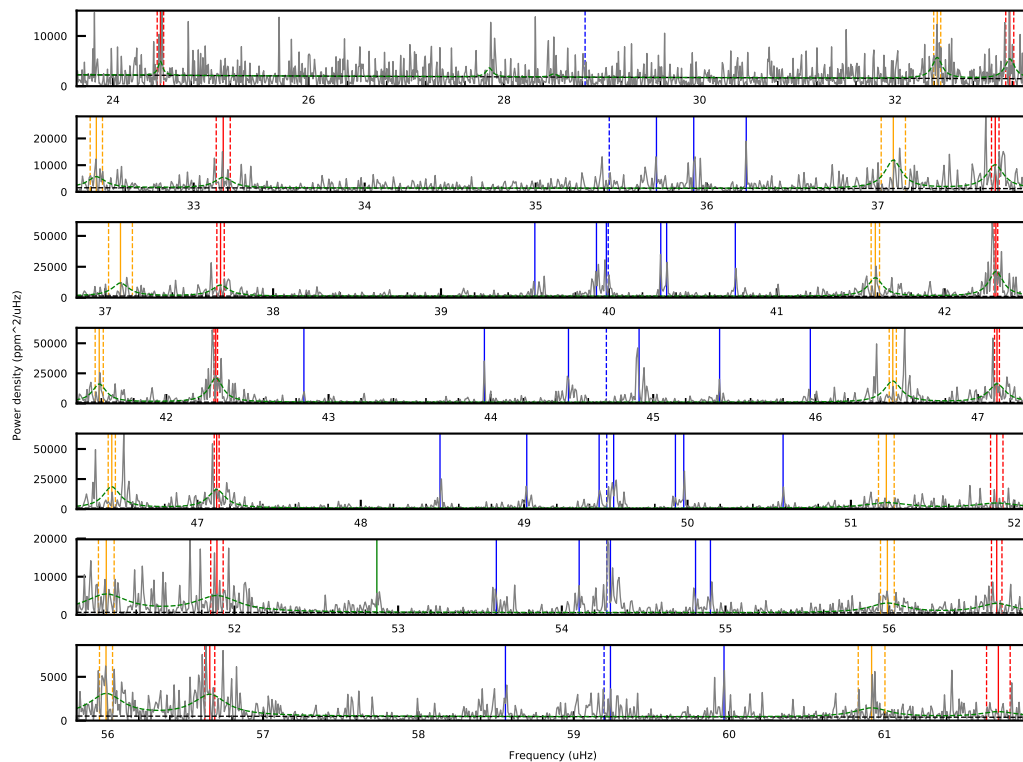 10000
0
24 26 28 30 32
20000
10000
0
33 34 35 36 37
50000
25000
0
37 38 39 40 41 42
50000
25000
0
42 43 44 45 46 47
Power density (ppm^2/uHz)
50000
25000
0
47 48 49 50 51 52
20000
10000
0
52 53 54 55 56
5000
0
56 57 58 59 60 61
Frequency (uHz)